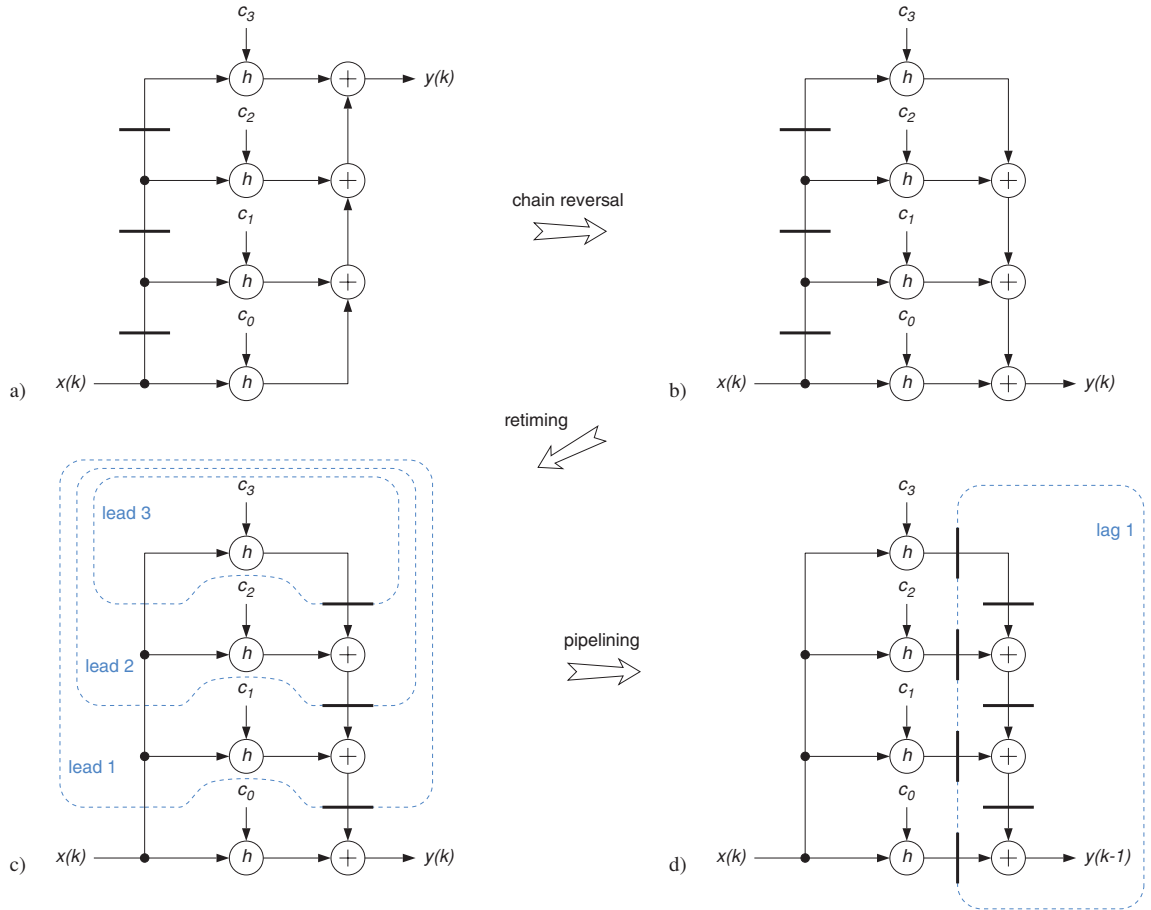 c3
h
+
y(k)
c2
h
+
c1
h
+
c0
h
x(k)
a)
chain reversal
c3
h
c2
h
+
c1
h
+
c0
h
+
x(k)
y(k)
b)
retiming
lead 3
c3
h
lead 2
c2
h
+
lead 1
c1
h
+
c0
h
+
x(k)
y(k)
c)
pipelining
lag 1
c3
h
c2
h
+
c1
h
+
c0
h
+
x(k)
y(k-1)
d)